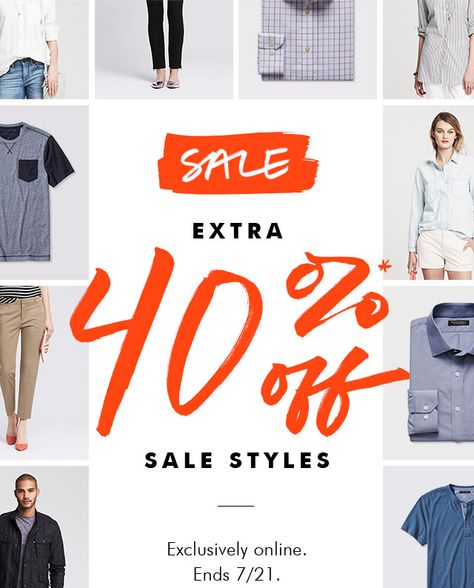 SALE
EXTRA
40% off*
SALE STYLES
Exclusively online.
Ends 7/21.